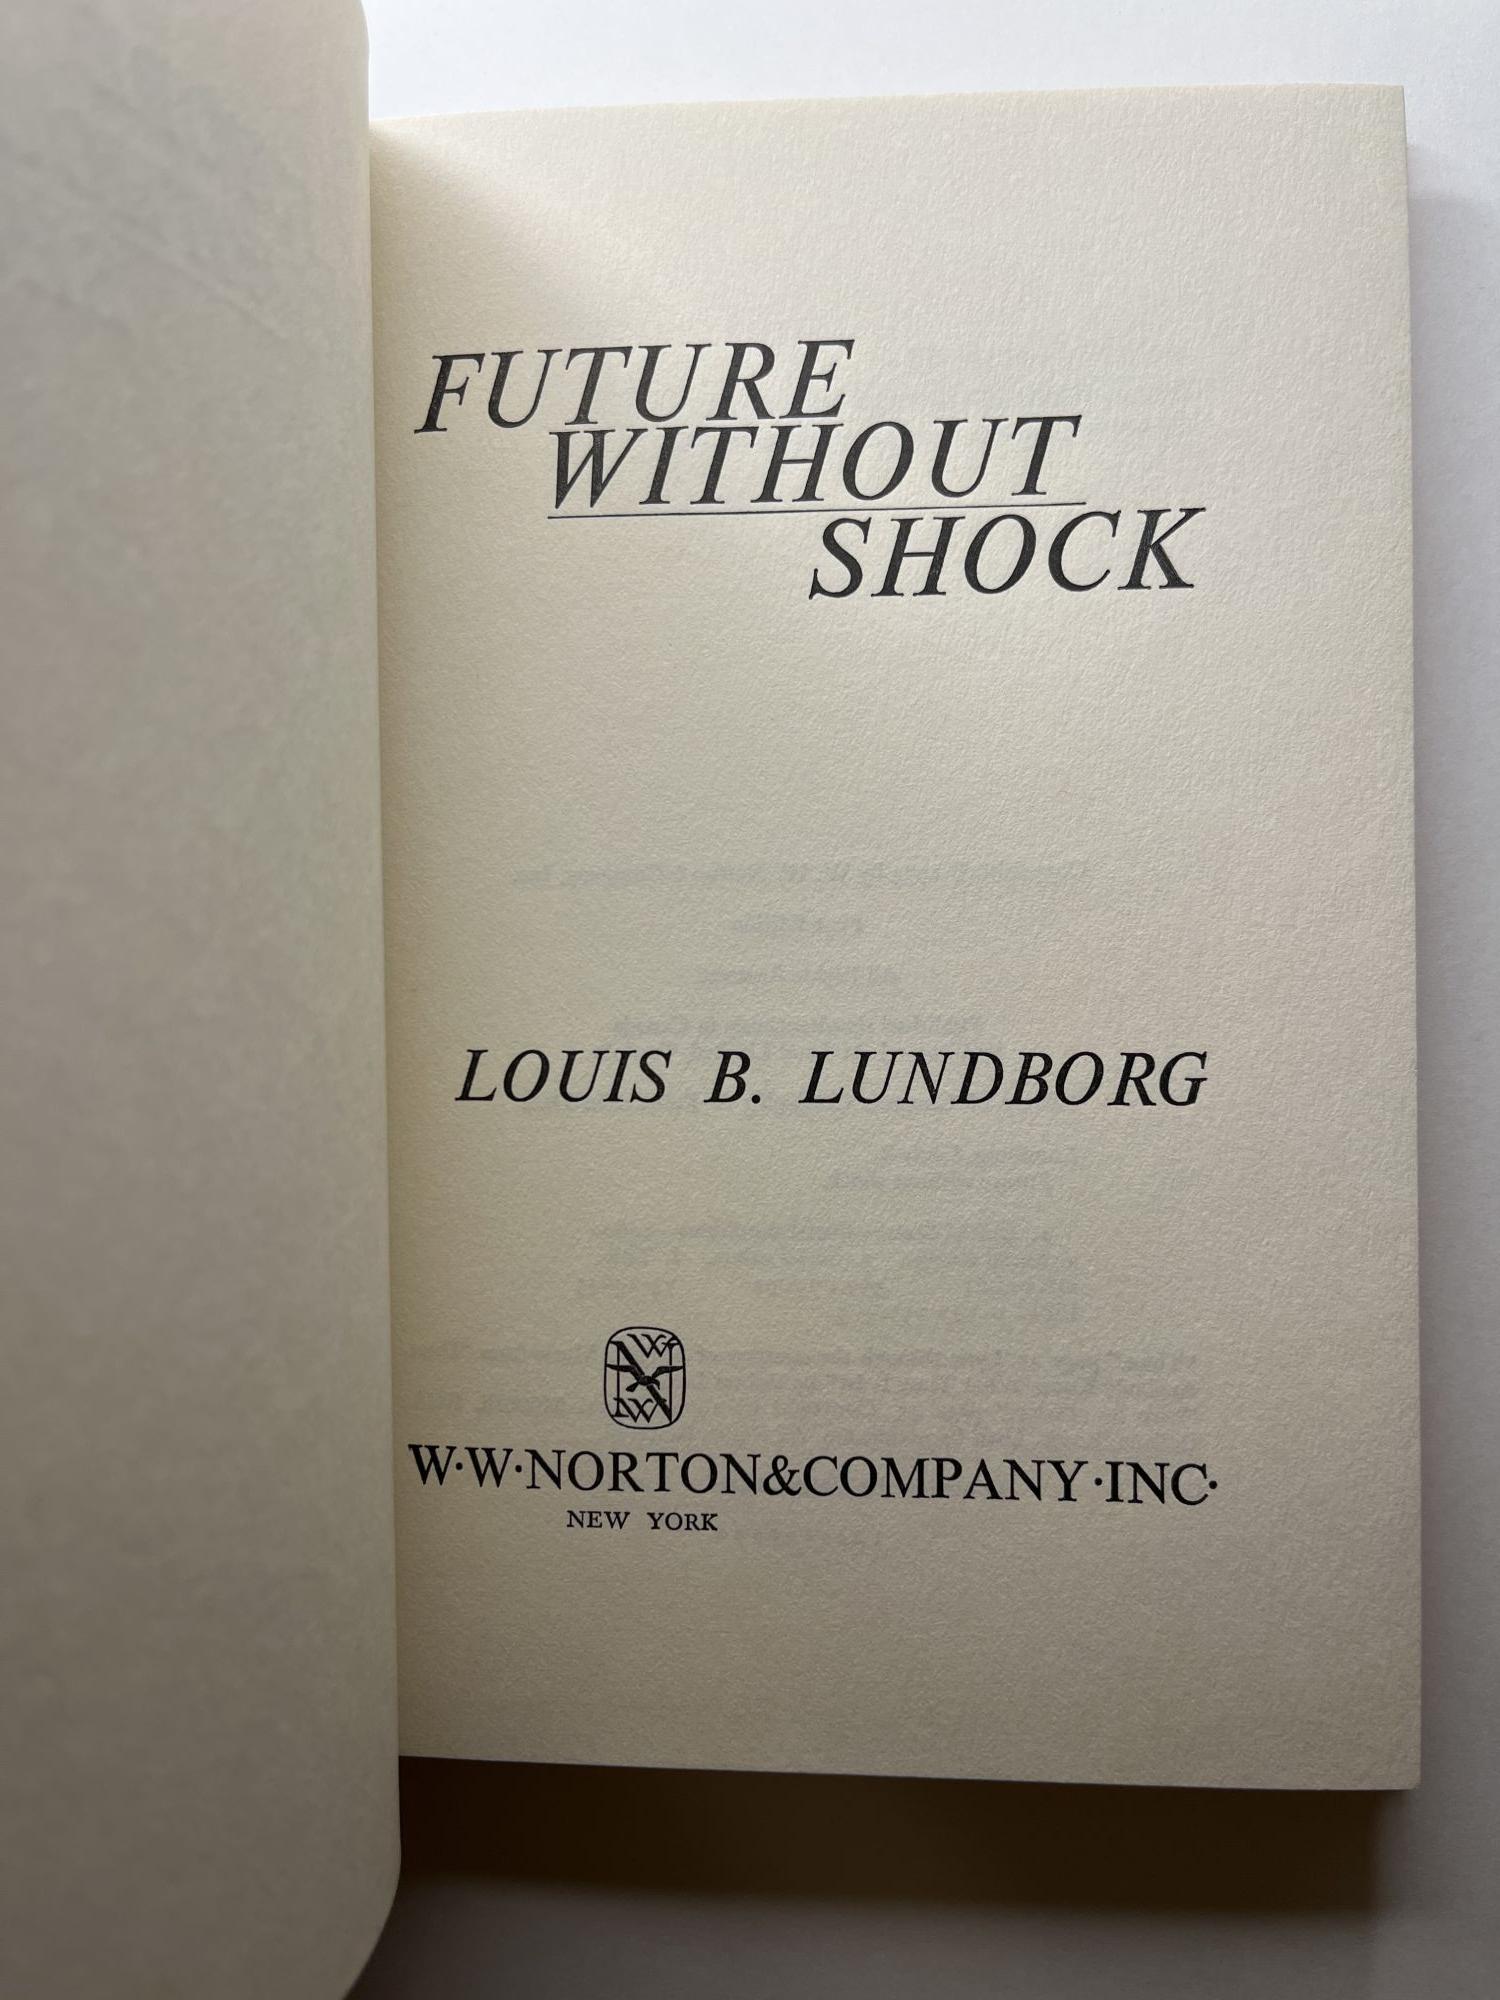 FUTURE
WITHOUT
SHOCK
LOUIS B. LUNDBORG
W·W·NORTON&COMPANY·INC·
NEW YORK